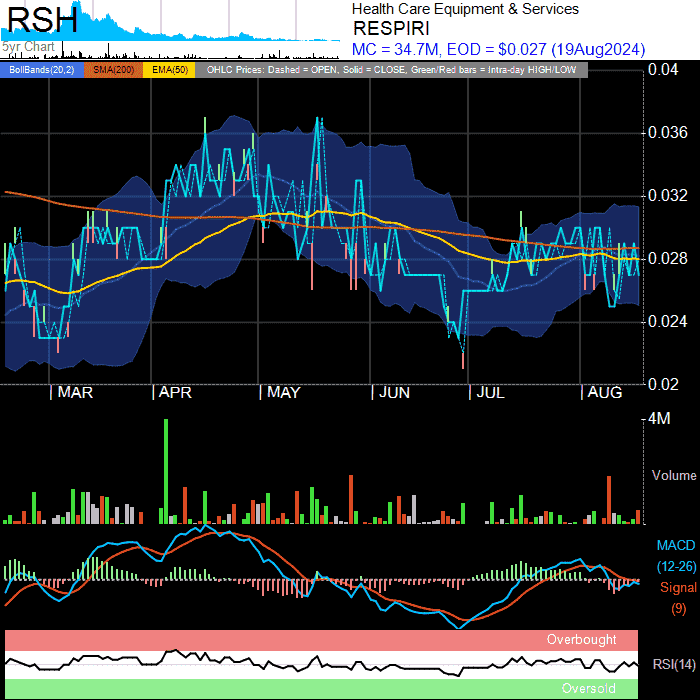 RSH
5yr Chart
Health Care Equipment & Services
RESPIRI
MC = 34.7M, EOD = $0.027 (19Aug2024)
BollBands(20,2) SMA(200) EMA(50) OHLC Prices: Dashed = OPEN, Solid = CLOSE, Green/Red bars = Intra-day HIGH/LOW
0.04
0.036
0.032
0.028
0.024
0.02
MAR APR MAY JUN JUL AUG
4M
Volume
MACD
(12-26)
Signal
(9)
Overbought
RSI(14)
Oversold